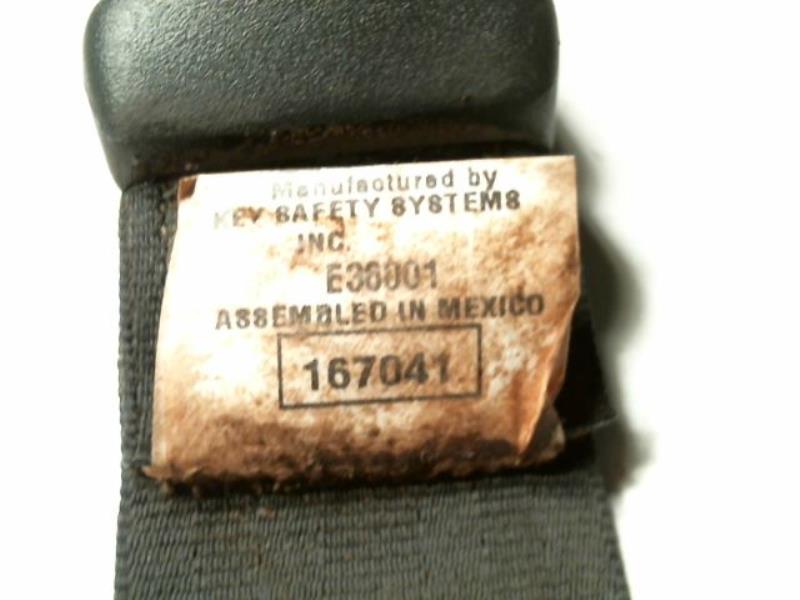 Manufactured by
KEY SAFETY SYSTEMS
INC.
E36001
ASSEMBLED IN MEXICO
167041